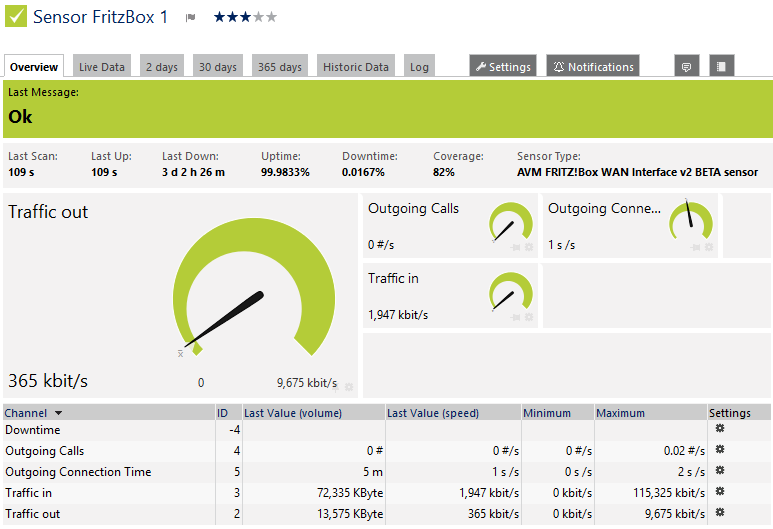 Sensor FritzBox 1
Overview Live Data 2 days 30 days 365 days Historic Data Log Settings Notifications
Last Message:
Ok
Last Scan: Last Up: Last Down: Uptime: Downtime: Coverage: Sensor Type:
109 s 109 s 3 d 2 h 26 m 99.9833% 0.0167% 82% AVM FRITZ!Box WAN Interface v2 BETA sensor
Traffic out
365 kbit/s
0 9,675 kbit/s
Outgoing Calls
0 #/s
Outgoing Conne...
1 s /s
Traffic in
1,947 kbit/s
Channel ID Last Value (volume) Last Value (speed) Minimum Maximum Settings
Downtime -4
Outgoing Calls 4 0 # 0 #/s 0 #/s 0.02 #/s
Outgoing Connection Time 5 5 m 1 s /s 0 s /s 2 s /s
Traffic in 3 72,335 KByte 1,947 kbit/s 0 kbit/s 115,325 kbit/s
Traffic out 2 13,575 KByte 365 kbit/s 0 kbit/s 9,675 kbit/s